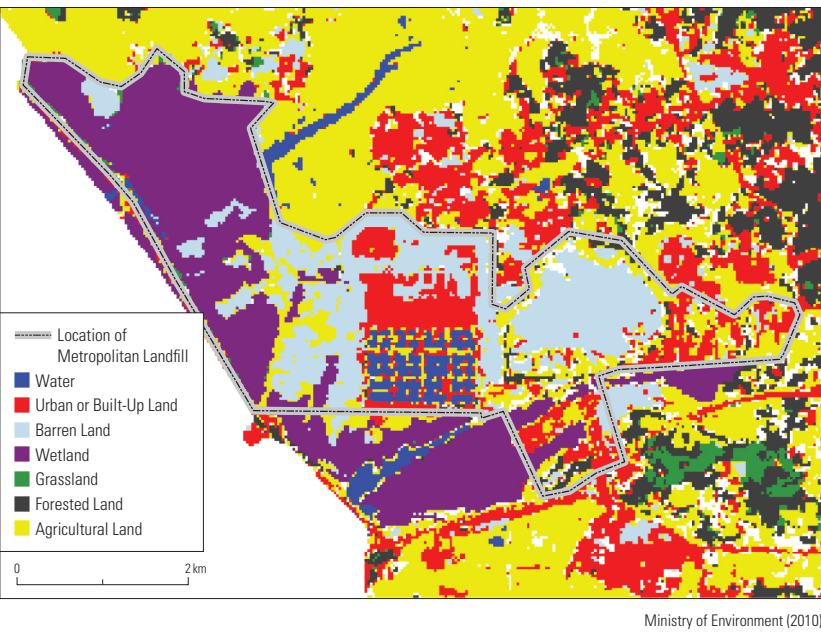 Location of
Metropolitan Landfill
Water
Urban or Built-Up Land
Barren Land
Wetland
Grassland
Forested Land
Agricultural Land
0 2 km
Ministry of Environment (2010)